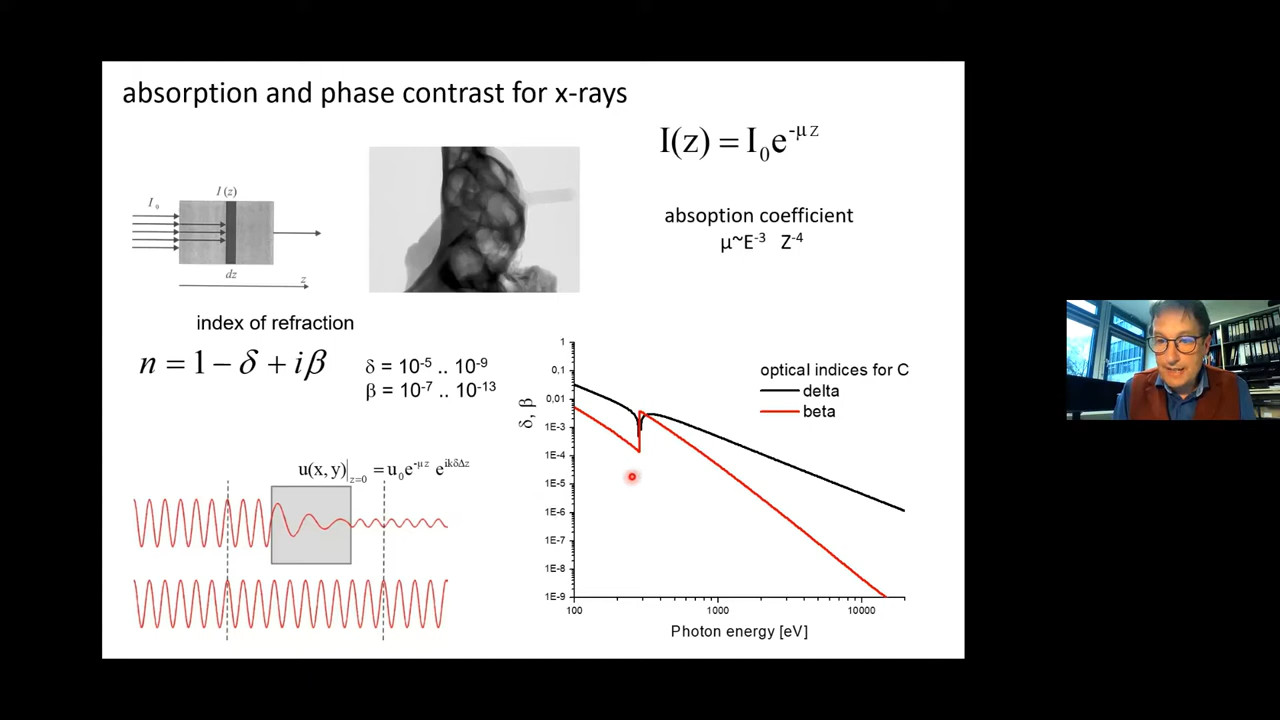 absorption and phase contrast for x-rays
I(z) = I₀e^-μz
I(z)
I₀
dz
z
absoption coefficient
μ~E⁻³ Z⁻⁴
index of refraction
n = 1 − δ + iβ
δ = 10⁻⁵ .. 10⁻⁹
β = 10⁻⁷ .. 10⁻¹³
u(x, y)|z=0 = u₀e^-μz e^ikδΔz
δ, β
1
0,1
0,01
1E-3
1E-4
1E-5
1E-6
1E-7
1E-8
1E-9
100
1000
10000
Photon energy [eV]
optical indices for C
delta
beta